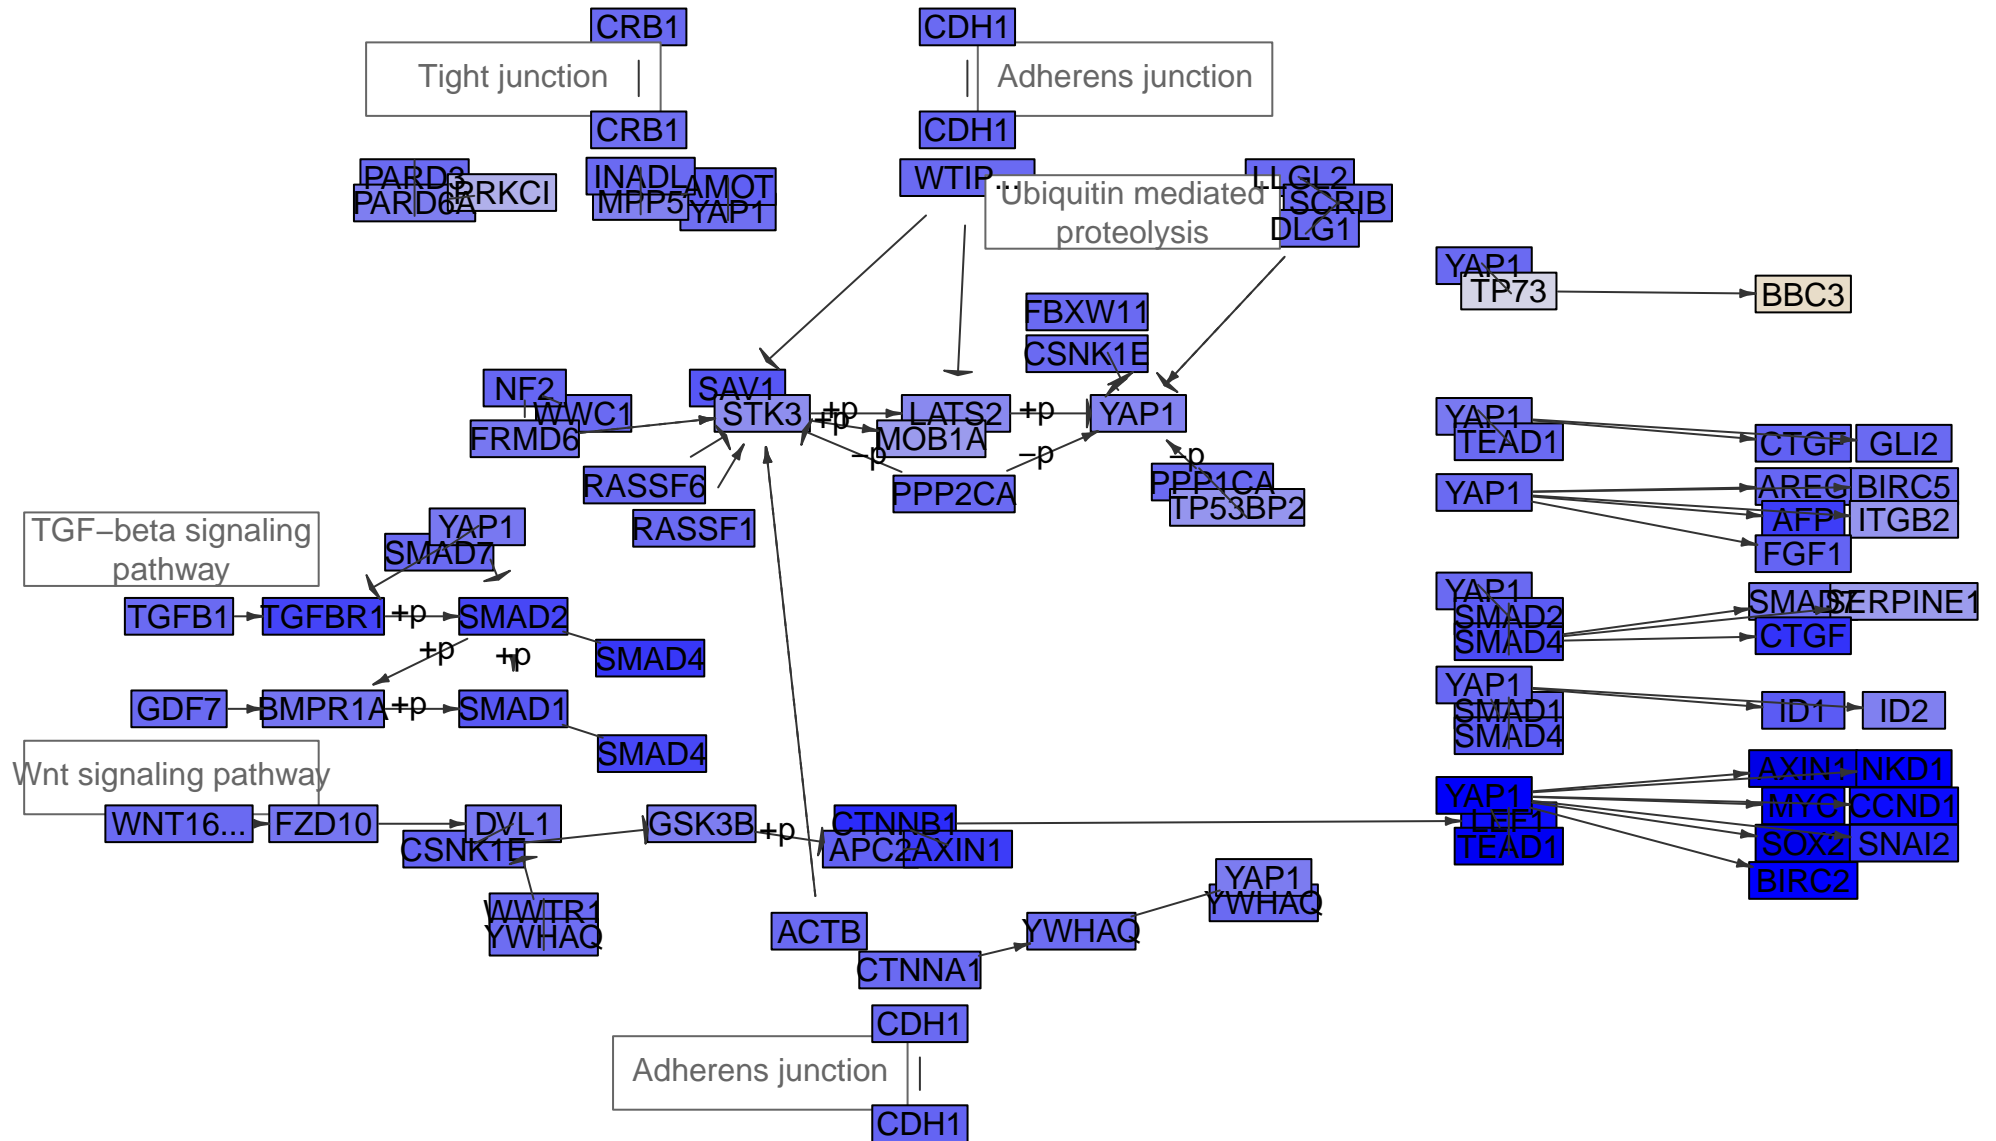 CRB1
CDH1
Tight junction
Adherens junction
CRB1
CDH1
PARD3
PRKCI
PARD6A
INADL
AMOT
MPP5
YAP1
WTIP...
LLGL2
Ubiquitin mediated
proteolysis
SCRIB
DLG1
YAP1
TP73
BBC3
FBXW11
CSNK1E
NF2
WWC1
FRMD6
SAV1
STK3
+p
+p
LATS2
MOB1A
+p
YAP1
−p
−p
−p
RASSF6
RASSF1
PPP2CA
PPP1CA
TP53BP2
YAP1
TEAD1
CTGF
GLI2
YAP1
AREG
BIRC5
AFP
ITGB2
FGF1
TGF−beta signaling
pathway
YAP1
SMAD7
TGFB1
TGFBR1
+p
SMAD2
+p
+p
SMAD4
YAP1
SMAD2
SMAD4
SMAD7
SERPINE1
CTGF
GDF7
BMPR1A
+p
SMAD1
SMAD4
YAP1
SMAD1
SMAD4
ID1
ID2
Wnt signaling pathway
WNT16...
FZD10
DVL1
CSNK1E
GSK3B
+p
CTNNB1
APC2
AXIN1
YAP1
LEF1
TEAD1
AXIN1
NKD1
MYC
CCND1
SOX2
SNAI2
BIRC2
WWTR1
YWHAQ
ACTB
CTNNA1
YWHAQ
YAP1
YWHAQ
CDH1
Adherens junction
CDH1